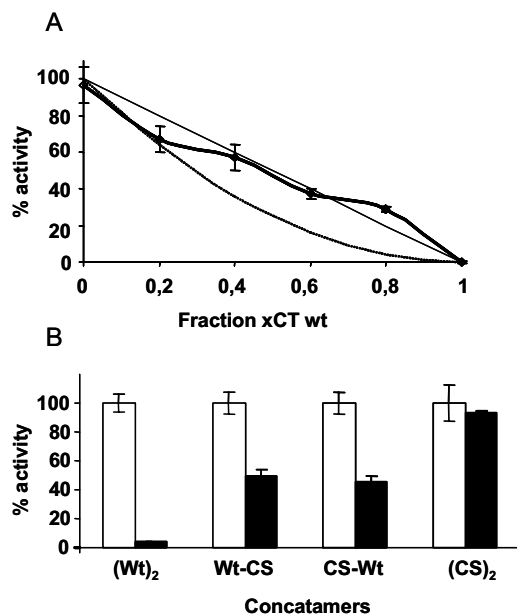 A
% activity
100
80
60
40
20
0
0 0,2 0,4 0,6 0,8 1
Fraction xCT wt
B
% activity
100
80
60
40
20
0
(Wt)2 Wt-CS CS-Wt (CS)2
Concatamers